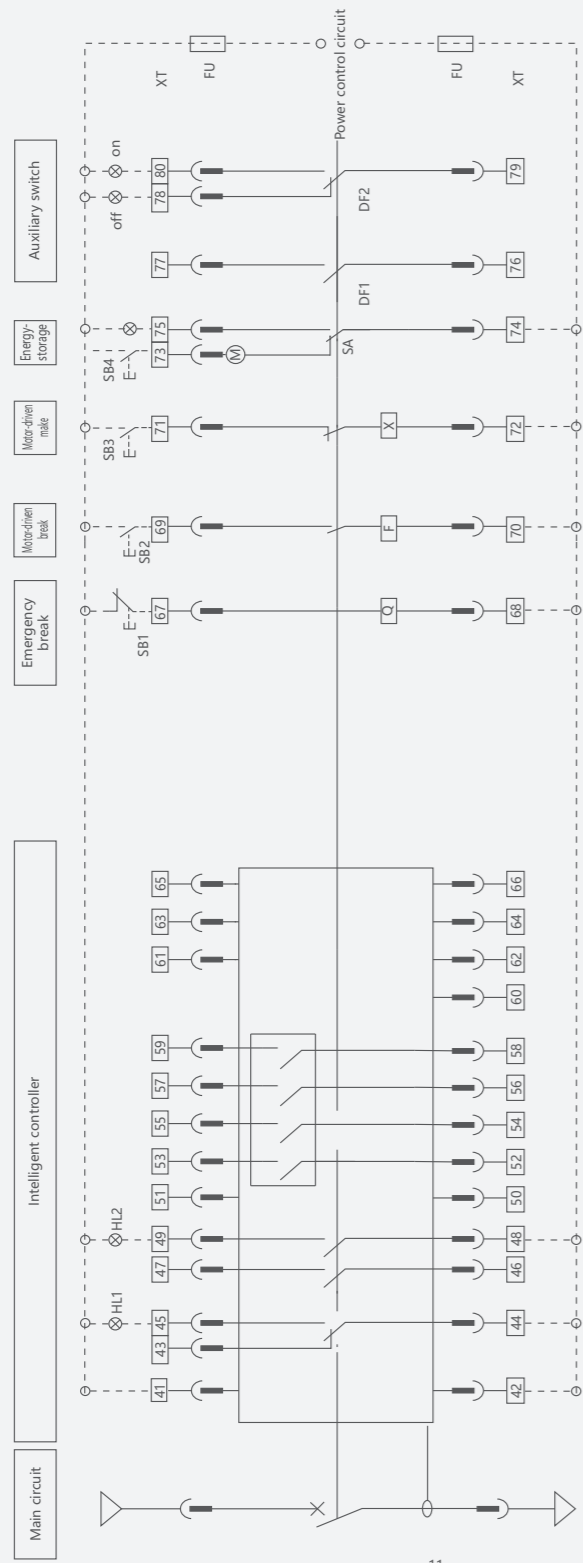 Main circuit
Intelligent controller
Emergency
break
Motor-driven
break
Motor-driven
make
Energy-
storage
Auxiliary switch
HL1
HL2
SB1
SB2
SB3
SB4
off
on
41
43
45
47
49
51
53
55
57
59
61
63
65
67
69
71
73
75
77
78
80
XT
FU
M
Power control circuit
SA
DF1
DF2
Q
F
X
FU
42
44
46
48
50
52
54
56
58
60
62
64
66
68
70
72
74
76
79
XT